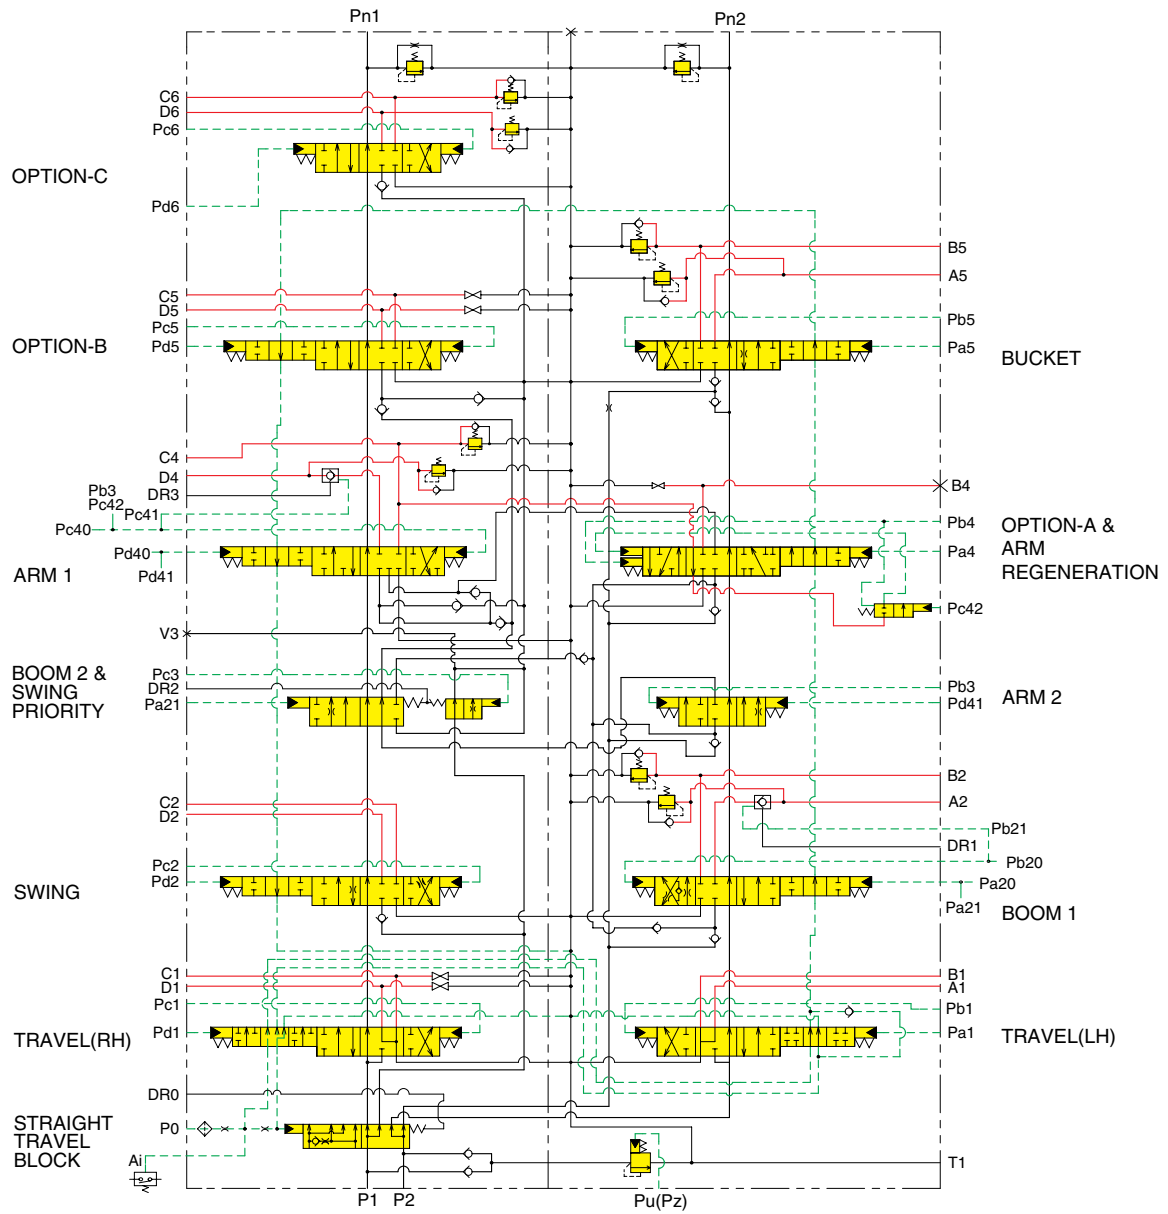 Pn1
Pn2
C6
D6
Pc6
OPTION-C
Pd6
B5
A5
C5
D5
Pc5
Pb5
OPTION-B
Pd5
Pa5
BUCKET
C4
D4
DR3
B4
Pb3
Pc42
Pc41
Pc40
Pb4
OPTION-A &
ARM
REGENERATION
Pd40
Pd41
Pa4
ARM 1
Pc42
V3
BOOM 2 &
SWING
PRIORITY
Pc3
DR2
Pa21
Pb3
Pd41
ARM 2
B2
A2
C2
D2
Pb21
DR1
Pb20
Pc2
Pd2
SWING
Pa20
Pa21
BOOM 1
C1
D1
B1
A1
Pc1
Pb1
TRAVEL(RH)
Pd1
Pa1
TRAVEL(LH)
DR0
STRAIGHT
TRAVEL
BLOCK
P0
Ai
T1
P1
P2
Pu(Pz)